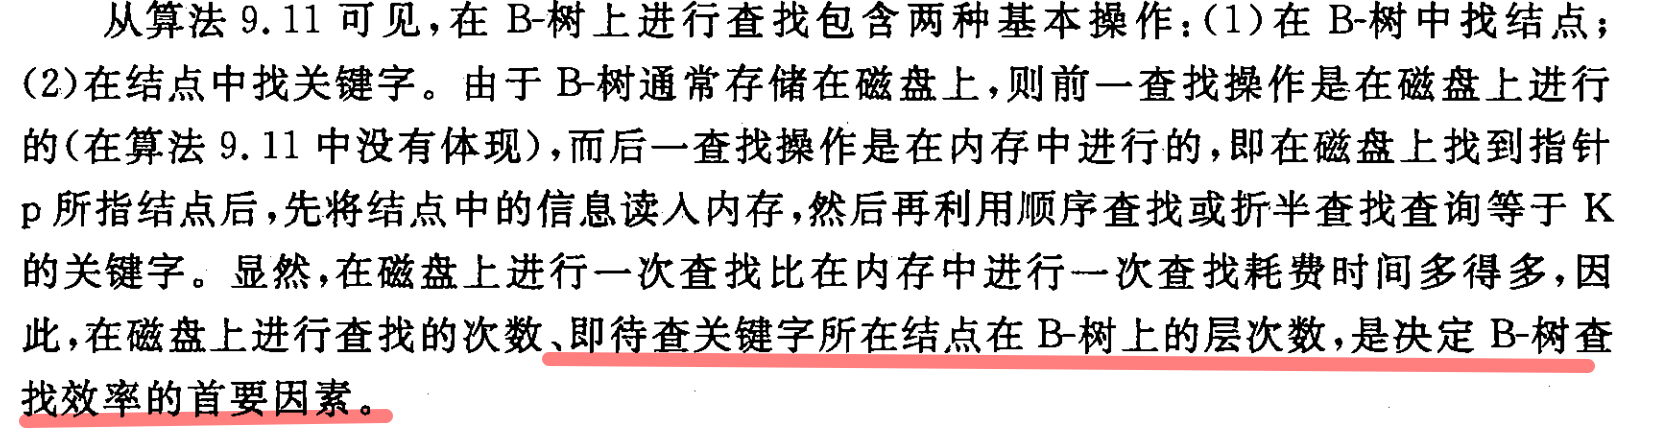 从算法 9.11 可见,在 B-树上进行查找包含两种基本操作:(1)在 B-树中找结点;
(2)在结点中找关键字。由于 B-树通常存储在磁盘上,则前一查找操作是在磁盘上进行
的(在算法 9.11 中没有体现),而后一查找操作是在内存中进行的,即在磁盘上找到指针
p 所指结点后,先将结点中的信息读入内存,然后再利用顺序查找或折半查找查询等于 K
的关键字。显然,在磁盘上进行一次查找比在内存中进行一次查找耗费时间多得多,因
此,在磁盘上进行查找的次数、即待查关键字所在结点在 B-树上的层次数,是决定 B-树查
找效率的首要因素。